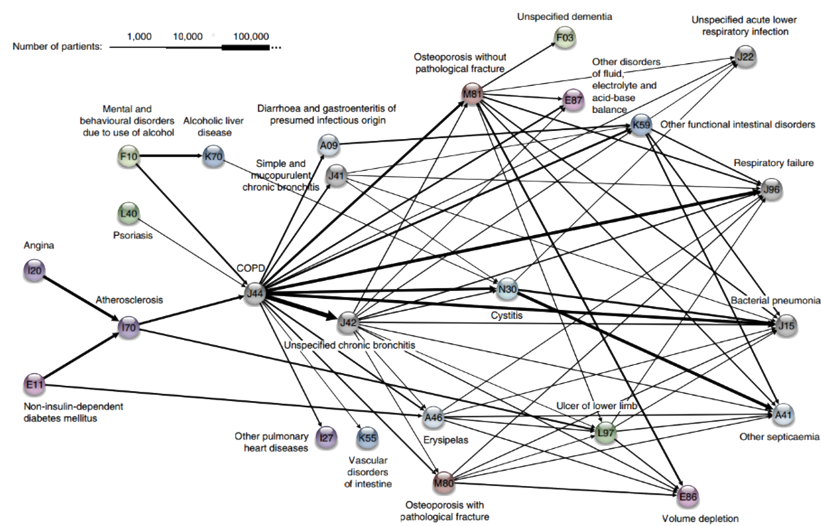 Unspecified dementia
Unspecified acute lower
respiratory infection
1,000
10,000
100,000
Number of partients:
F03
J22
Osteoporosis without
pathological fracture
M81
Other disorders
of fluid,
electrolyte and
acid-base
balance
E87
Mental and
behavioural disorders
due to use of alcohol
Alcoholic liver
disease
Diarrhoea and gastroenteritis of
presumed infectious origin
K59
Other functional intestinal disorders
F10
K70
A09
Simple and
mucopurulent
chronic bronchitis
J41
Respiratory failure
J96
L40
Psoriasis
Angina
I20
COPD
J44
Atherosclerosis
I70
N30
Cystitis
Bacterial pneumonia
J15
J42
Unspecified chronic bronchitis
E11
Non-insulin-dependent
diabetes mellitus
Ulcer of lower limb
A46
Erysipelas
L97
A41
Other septicaemia
Other pulmonary
heart diseases
I27
K55
Vascular
disorders
of intestine
M80
Osteoporosis with
pathological fracture
E86
Volume depletion